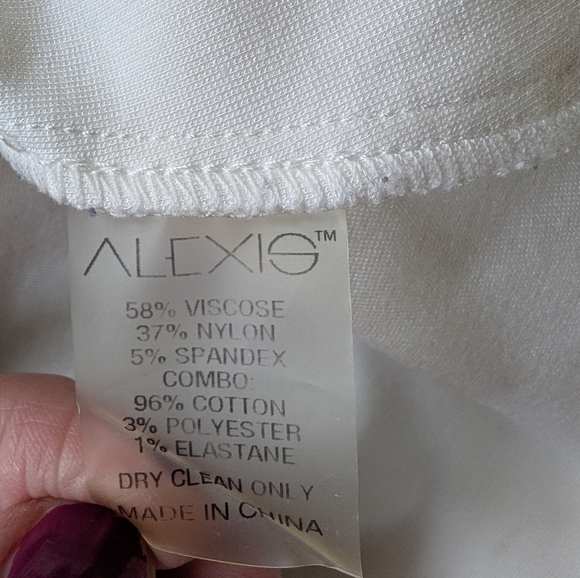 ALEXIS™
58% VISCOSE
37% NYLON
5% SPANDEX
COMBO:
96% COTTON
3% POLYESTER
1% ELASTANE
DRY CLEAN ONLY
MADE IN CHINA